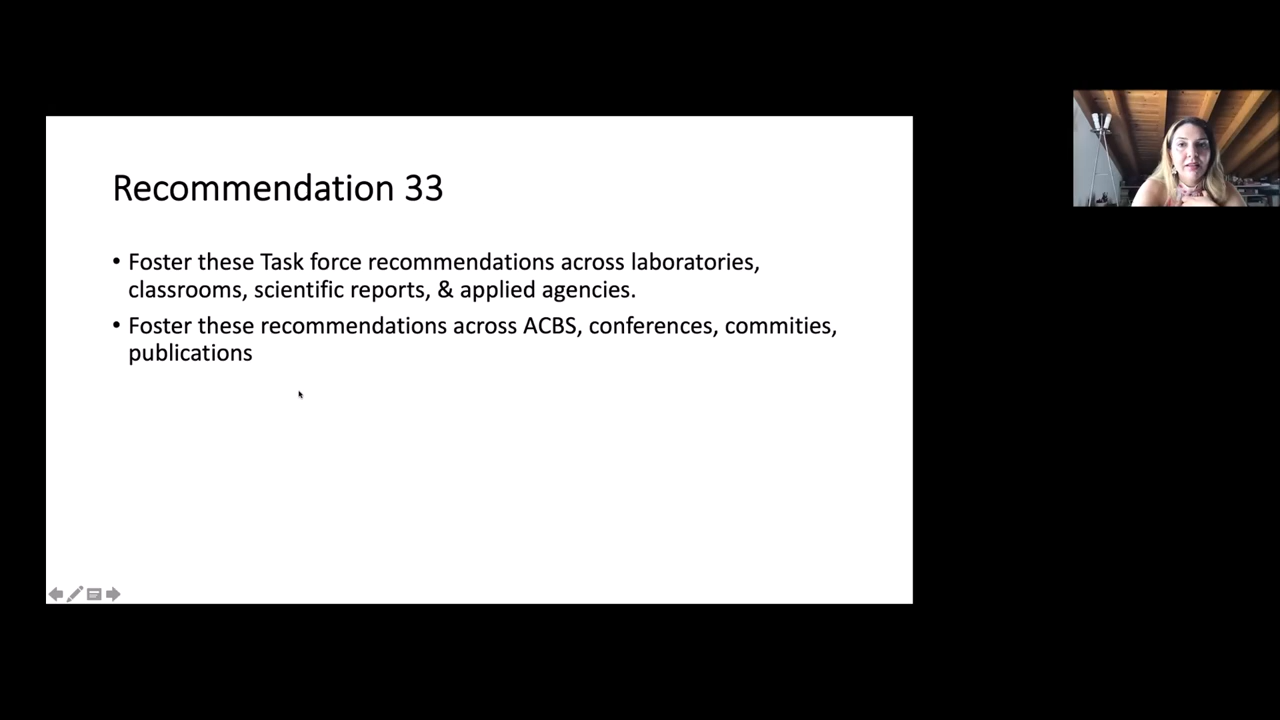 Recommendation 33
• Foster these Task force recommendations across laboratories,
classrooms, scientific reports, & applied agencies.
• Foster these recommendations across ACBS, conferences, commities,
publications